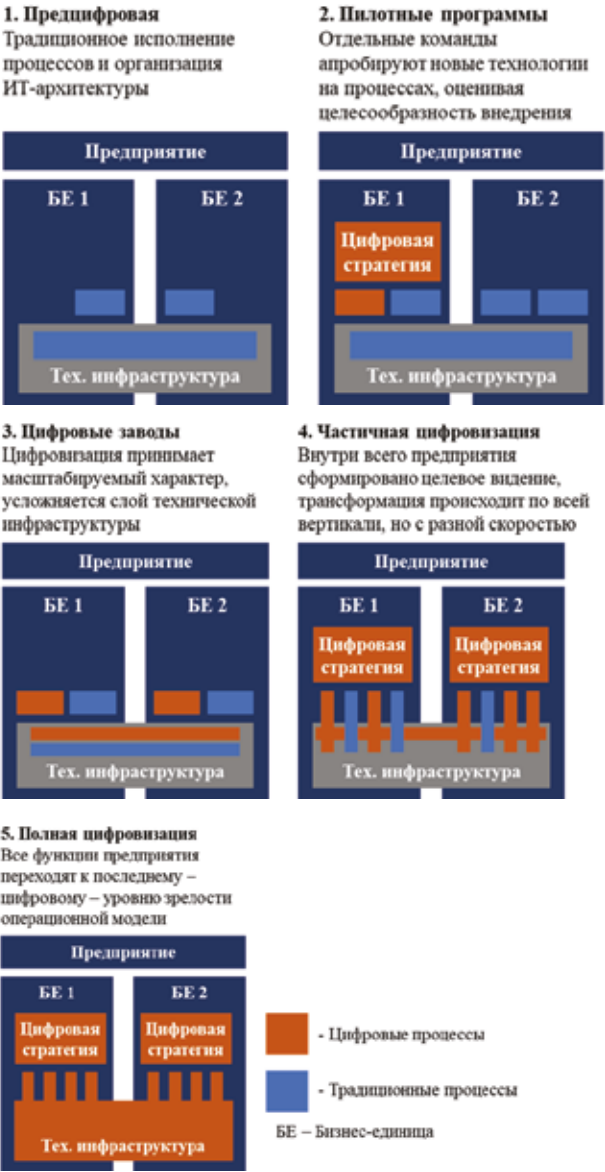 1. Предцифровая
Традиционное исполнение
процессов и организация
ИТ-архитектуры
Предприятие
БЕ 1
БЕ 2
Тех. инфраструктура
2. Пилотные программы
Отдельные команды
апробируют новые технологии
на процессах, оценивая
целесообразность внедрения
Предприятие
БЕ 1
БЕ 2
Цифровая
стратегия
Тех. инфраструктура
3. Цифровые заводы
Цифровизация принимает
масштабируемый характер,
усложняется слой технической
инфраструктуры
Предприятие
БЕ 1
БЕ 2
Тех. инфраструктура
4. Частичная цифровизация
Внутри всего предприятия
сформировано целевое видение,
трансформация происходит по всей
вертикали, но с разной скоростью
Предприятие
БЕ 1
БЕ 2
Цифровая
стратегия
Цифровая
стратегия
Тех. инфраструктура
5. Полная цифровизация
Все функции предприятия
переходят к последнему –
цифровому – уровню зрелости
операционной модели
Предприятие
БЕ 1
БЕ 2
Цифровая
стратегия
Цифровая
стратегия
Тех. инфраструктура
- Цифровые процессы
- Традиционные процессы
БЕ – Бизнес-единица